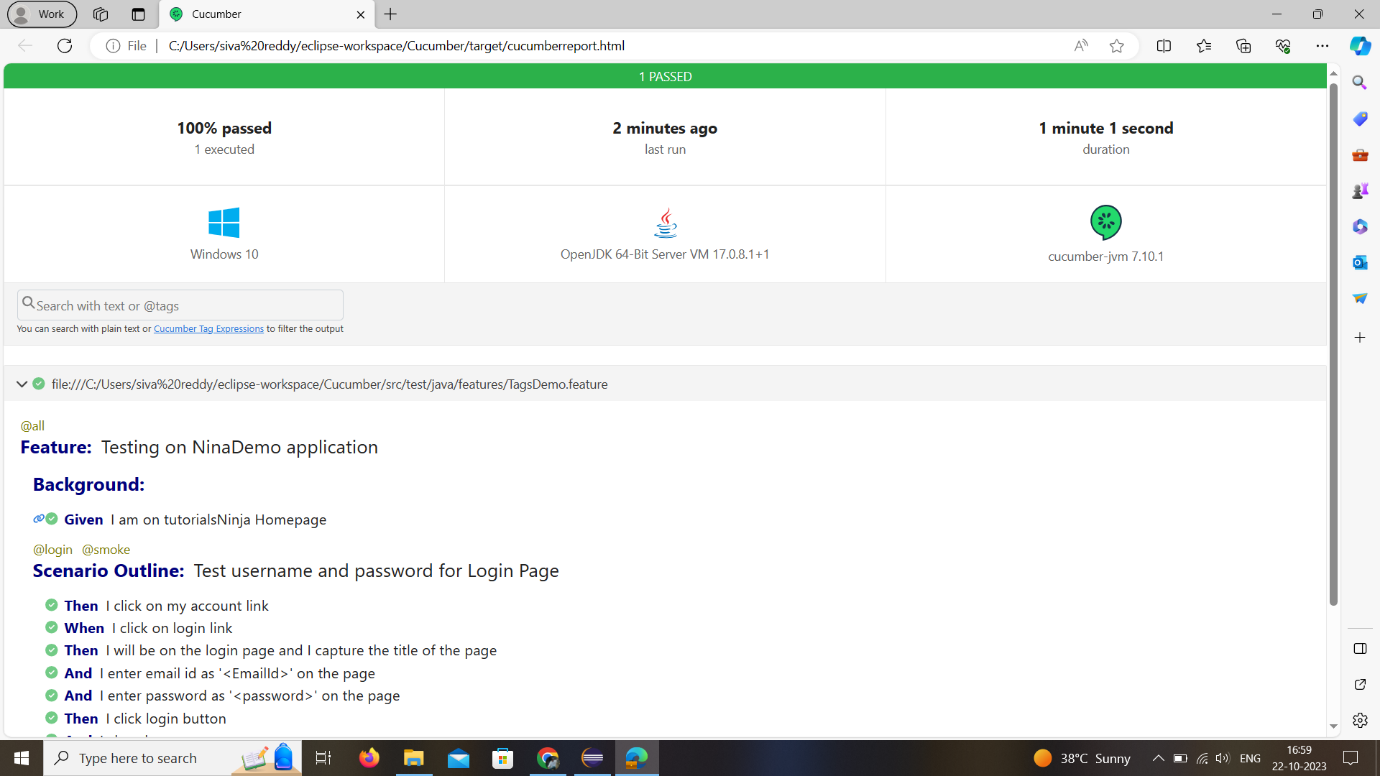 Work
Cucumber
File
C:/Users/siva%20reddy/eclipse-workspace/Cucumber/target/cucumberreport.html
1 PASSED
100% passed
1 executed
2 minutes ago
last run
1 minute 1 second
duration
Windows 10
OpenJDK 64-Bit Server VM 17.0.8.1+1
cucumber-jvm 7.10.1
Search with text or @tags
You can search with plain text or Cucumber Tag Expressions to filter the output
file:///C:/Users/siva%20reddy/eclipse-workspace/Cucumber/src/test/java/features/TagsDemo.feature
@all
Feature: Testing on NinaDemo application
Background:
Given I am on tutorialsNinja Homepage
@login @smoke
Scenario Outline: Test username and password for Login Page
Then I click on my account link
When I click on login link
Then I will be on the login page and I capture the title of the page
And I enter email id as '<EmailId>' on the page
And I enter password as '<password>' on the page
Then I click login button
Type here to search
38°C Sunny
ENG
16:59
22-10-2023